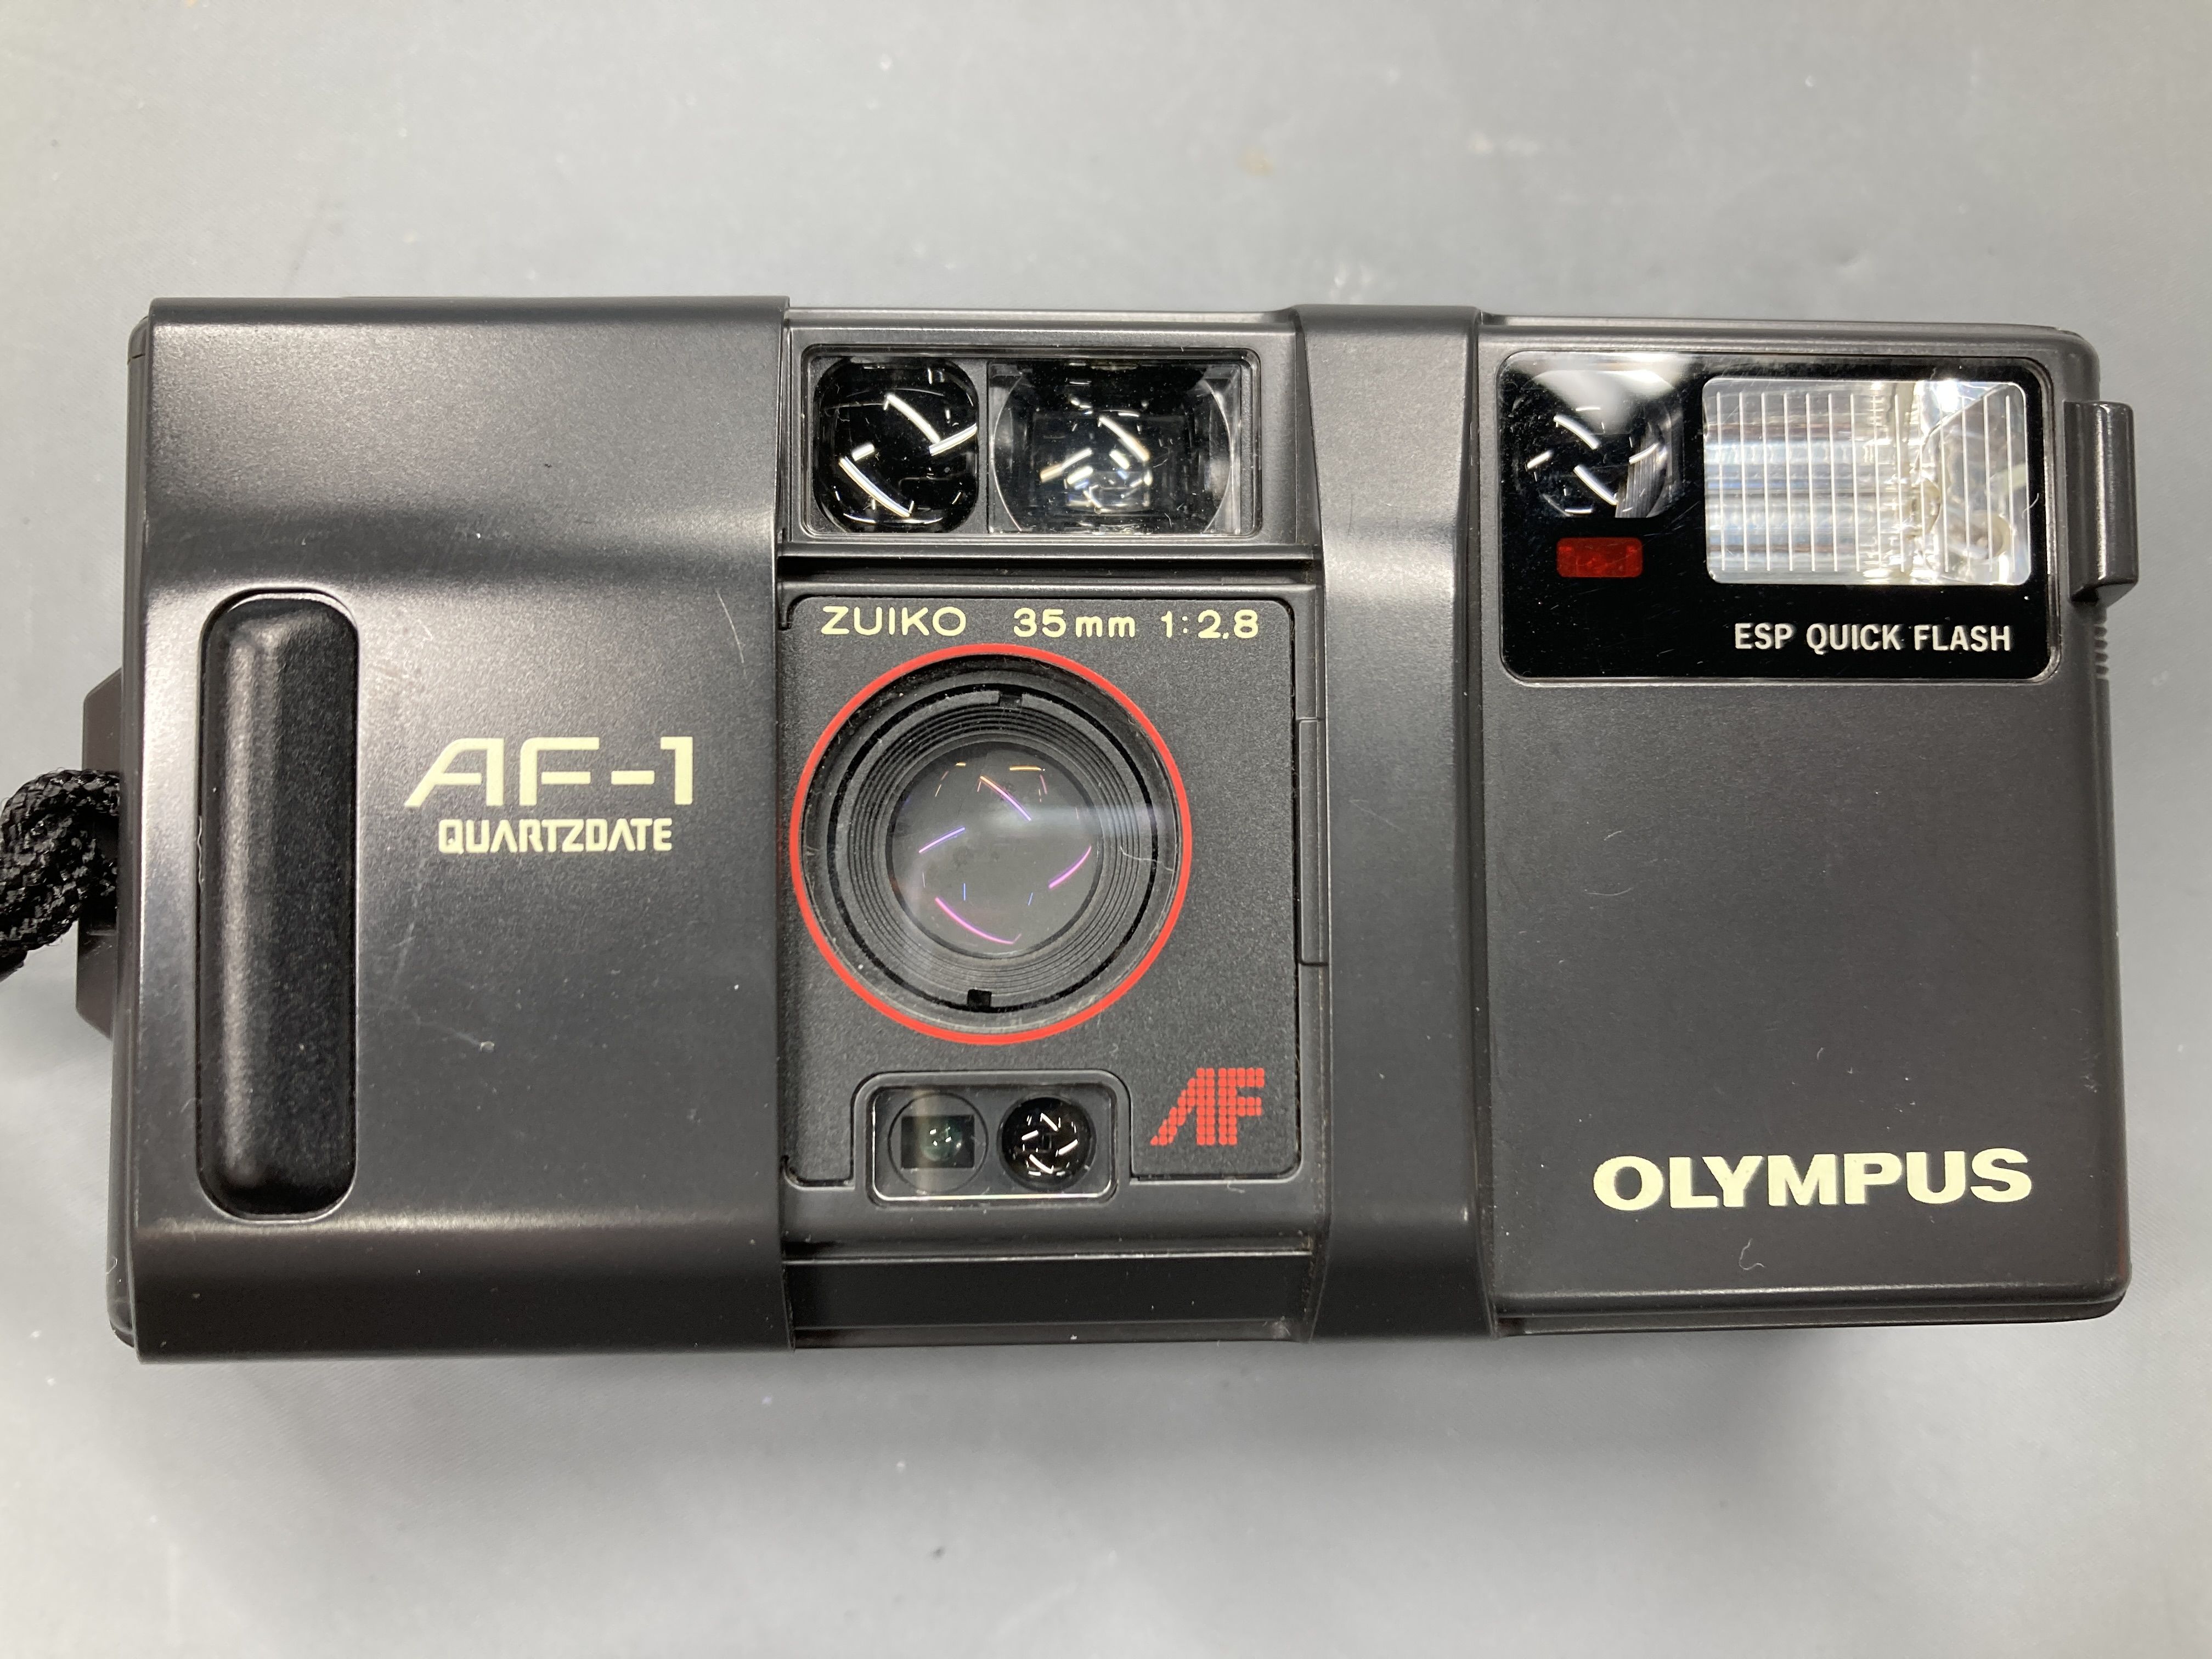 ZUIKO 35mm 1:2.8
ESP QUICK FLASH
AF-1
QUARTZDATE
AF
OLYMPUS